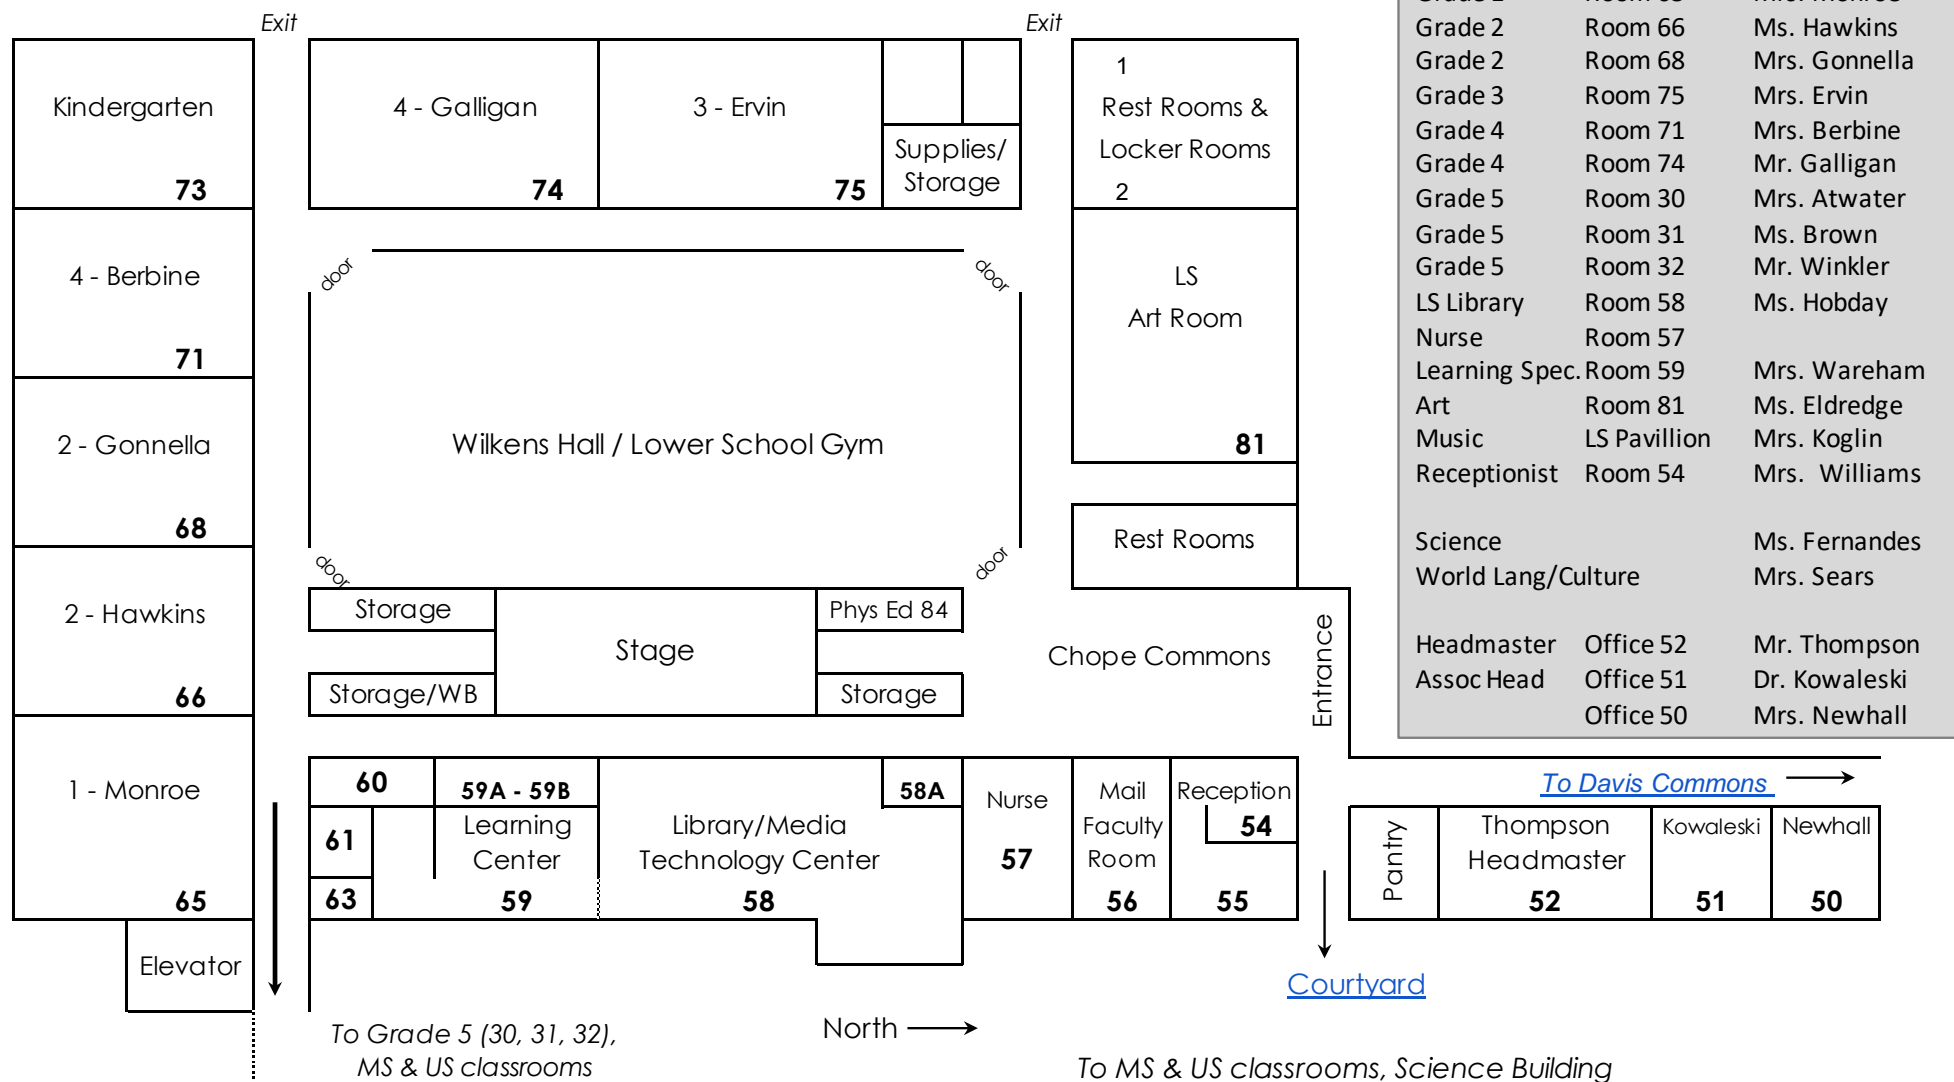 Exit
Exit
Kindergarten
73
4 - Galligan
74
3 - Ervin
75
Supplies/
Storage
1
Rest Rooms &
Locker Rooms
2
4 - Berbine
71
door
door
LS
Art Room
81
2 - Gonnella
68
Wilkens Hall / Lower School Gym
Rest Rooms
door
door
2 - Hawkins
66
Storage
Stage
Phys Ed 84
Storage/WB
Storage
Chope Commons
Entrance
1 - Monroe
65
60
61
63
59A - 59B
Learning
Center
59
Library/Media
Technology Center
58
58A
Nurse
57
Mail
Faculty
Room
56
Reception
54
55
To Davis Commons
Pantry
Thompson
Headmaster
52
Kowaleski
51
Newhall
50
Elevator
Courtyard
To Grade 5 (30, 31, 32),
MS & US classrooms
North
To MS & US classrooms, Science Building
Grade 2 Room 66 Ms. Hawkins
Grade 2 Room 68 Mrs. Gonnella
Grade 3 Room 75 Mrs. Ervin
Grade 4 Room 71 Mrs. Berbine
Grade 4 Room 74 Mr. Galligan
Grade 5 Room 30 Mrs. Atwater
Grade 5 Room 31 Ms. Brown
Grade 5 Room 32 Mr. Winkler
LS Library Room 58 Ms. Hobday
Nurse Room 57
Learning Spec. Room 59 Mrs. Wareham
Art Room 81 Ms. Eldredge
Music LS Pavillion Mrs. Koglin
Receptionist Room 54 Mrs. Williams
Science Ms. Fernandes
World Lang/Culture Mrs. Sears
Headmaster Office 52 Mr. Thompson
Assoc Head Office 51 Dr. Kowaleski
Office 50 Mrs. Newhall